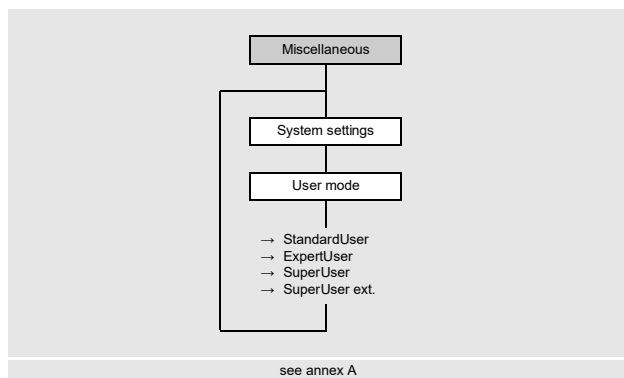 Miscellaneous
System settings
User mode
→ StandardUser
→ ExpertUser
→ SuperUser
→ SuperUser ext.
see annex A